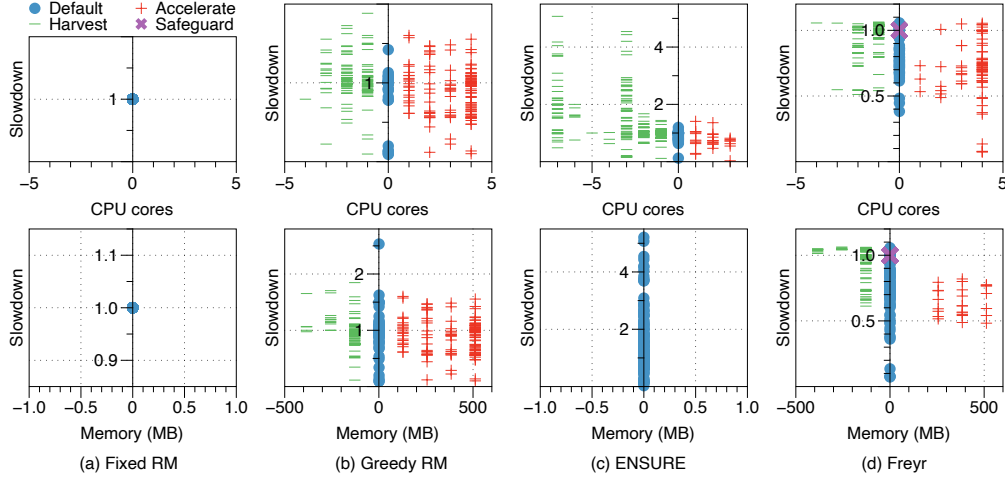 Default
Accelerate
Harvest
Safeguard
Slowdown
1
−5 0 5
CPU cores
Slowdown
1
−5 0 5
CPU cores
Slowdown
4
2
0
−5 0
CPU cores
Slowdown
1.0
0.5
−5 0 5
CPU cores
Slowdown
1.1
1.0
0.9
−1.0 −0.5 0 0.5 1.0
Memory (MB)
Slowdown
2
1
−500 0 500
Memory (MB)
Slowdown
4
2
−1.0 −0.5 0 0.5 1.0
Memory (MB)
Slowdown
1.0
0.5
−500 0 500
Memory (MB)
(a) Fixed RM
(b) Greedy RM
(c) ENSURE
(d) Freyr